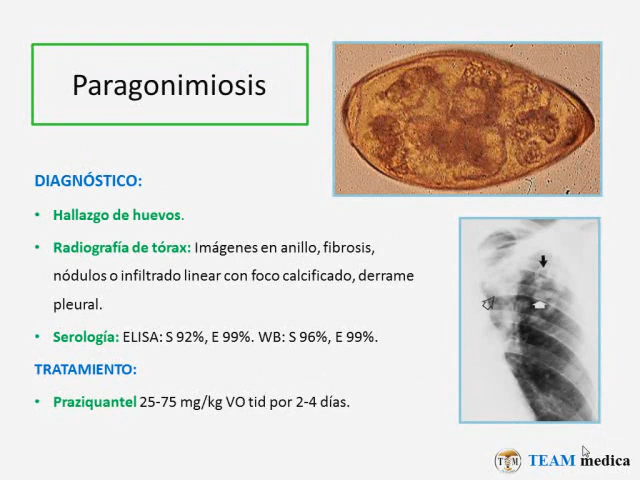 Paragonimiosis
DIAGNÓSTICO:
• Hallazgo de huevos.
• Radiografía de tórax: Imágenes en anillo, fibrosis,
nódulos o infiltrado linear con foco calcificado, derrame
pleural.
• Serología: ELISA: S 92%, E 99%. WB: S 96%, E 99%.
TRATAMIENTO:
• Praziquantel 25-75 mg/kg VO tid por 2-4 días.
TEAM medica